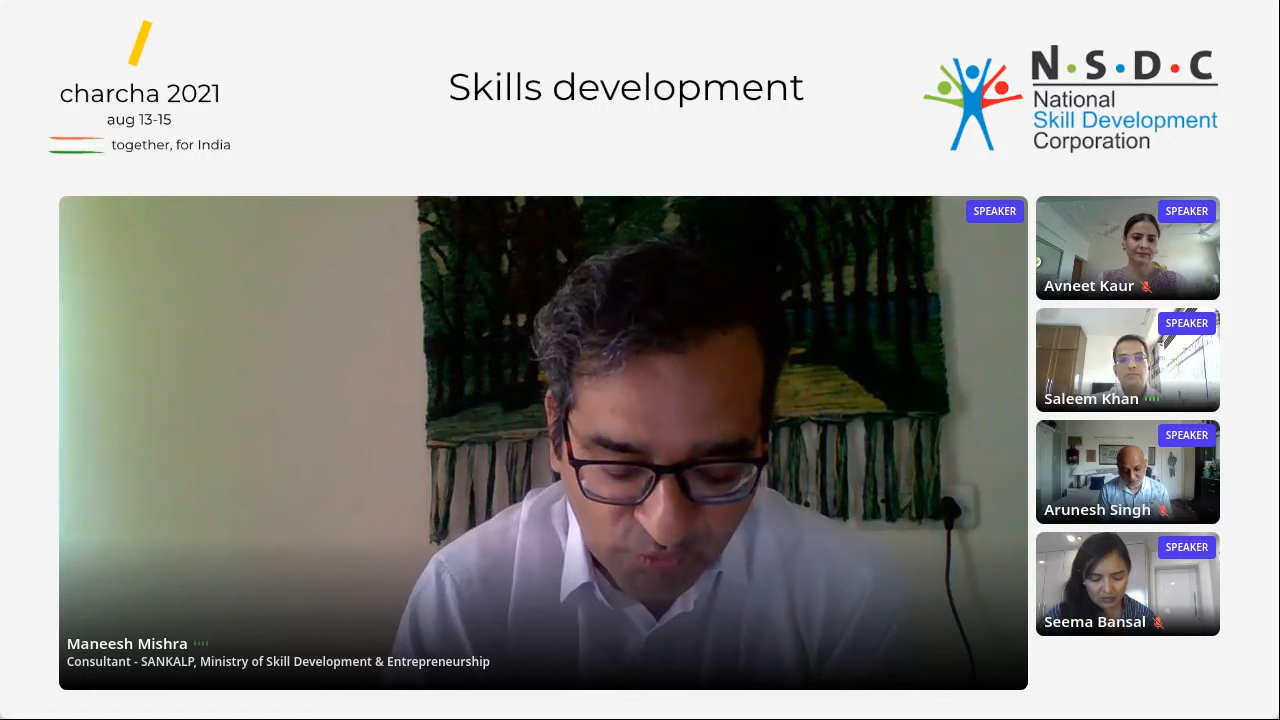 charcha 2021
aug 13-15
together, for India
Skills development
N·S·D·C
National
Skill Development
Corporation
SPEAKER
Maneesh Mishra
Consultant - SANKALP, Ministry of Skill Development & Entrepreneurship
SPEAKER
Avneet Kaur
SPEAKER
Saleem Khan
SPEAKER
Arunesh Singh
SPEAKER
Seema Bansal